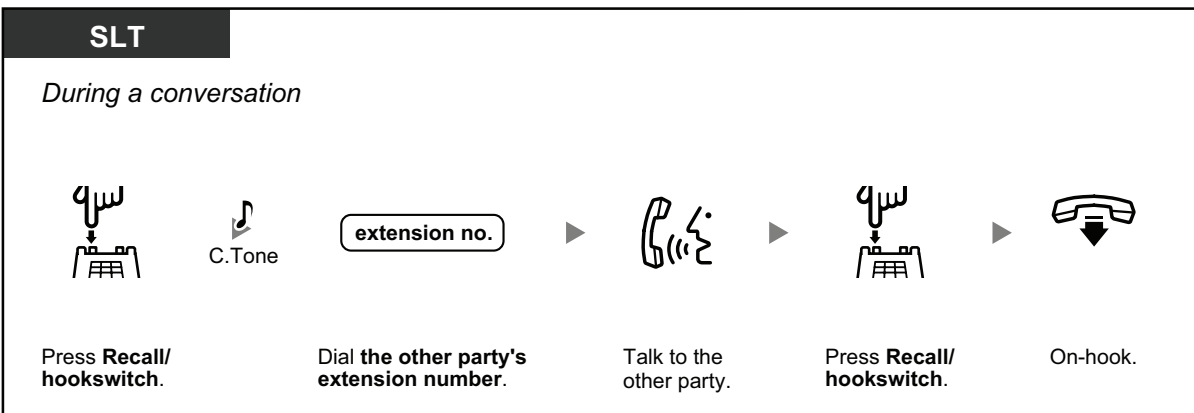 SLT
During a conversation
C.Tone
extension no.
Press Recall/
hookswitch.
Dial the other party's
extension number.
Talk to the
other party.
Press Recall/
hookswitch.
On-hook.